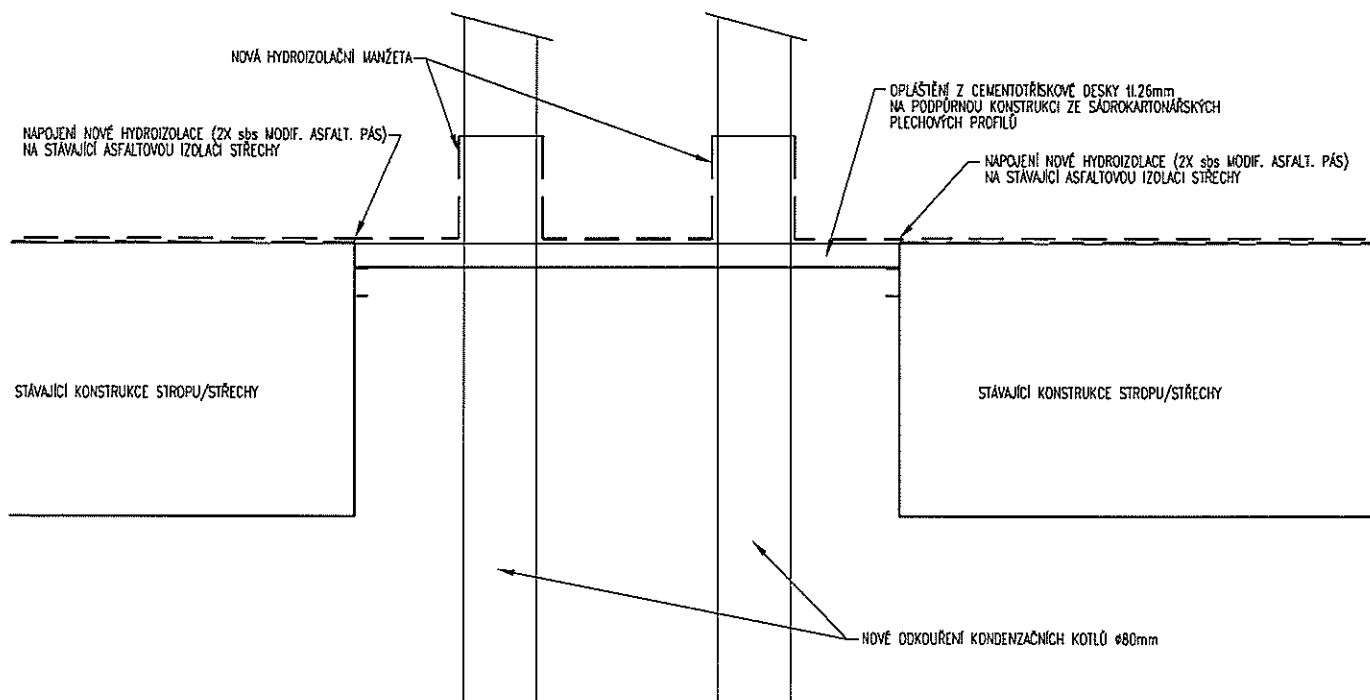 NOVÁ HYDROIZOLAČNÍ MANŽETA
OPLÁŠTĚNÍ Z CEMENTOTŘÍSKOVÉ DESKY tl.26mm
NA PODPŮRNOU KONSTRUKCI ZE SÁDROKARTONÁŘSKÝCH
PLECHOVÝCH PROFILŮ
NAPOJENÍ NOVÉ HYDROIZOLACE (2X sbs MODIF. ASFALT. PÁS)
NA STÁVAJÍCÍ ASFALTOVOU IZOLACI STŘECHY
NAPOJENÍ NOVÉ HYDROIZOLACE (2X sbs MODIF. ASFALT. PÁS)
NA STÁVAJÍCÍ ASFALTOVOU IZOLACI STŘECHY
STÁVAJÍCÍ KONSTRUKCE STROPU/STŘECHY
STÁVAJÍCÍ KONSTRUKCE STROPU/STŘECHY
NOVÉ ODKOUŘENÍ KONDENZAČNÍCH KOTLŮ ø80mm